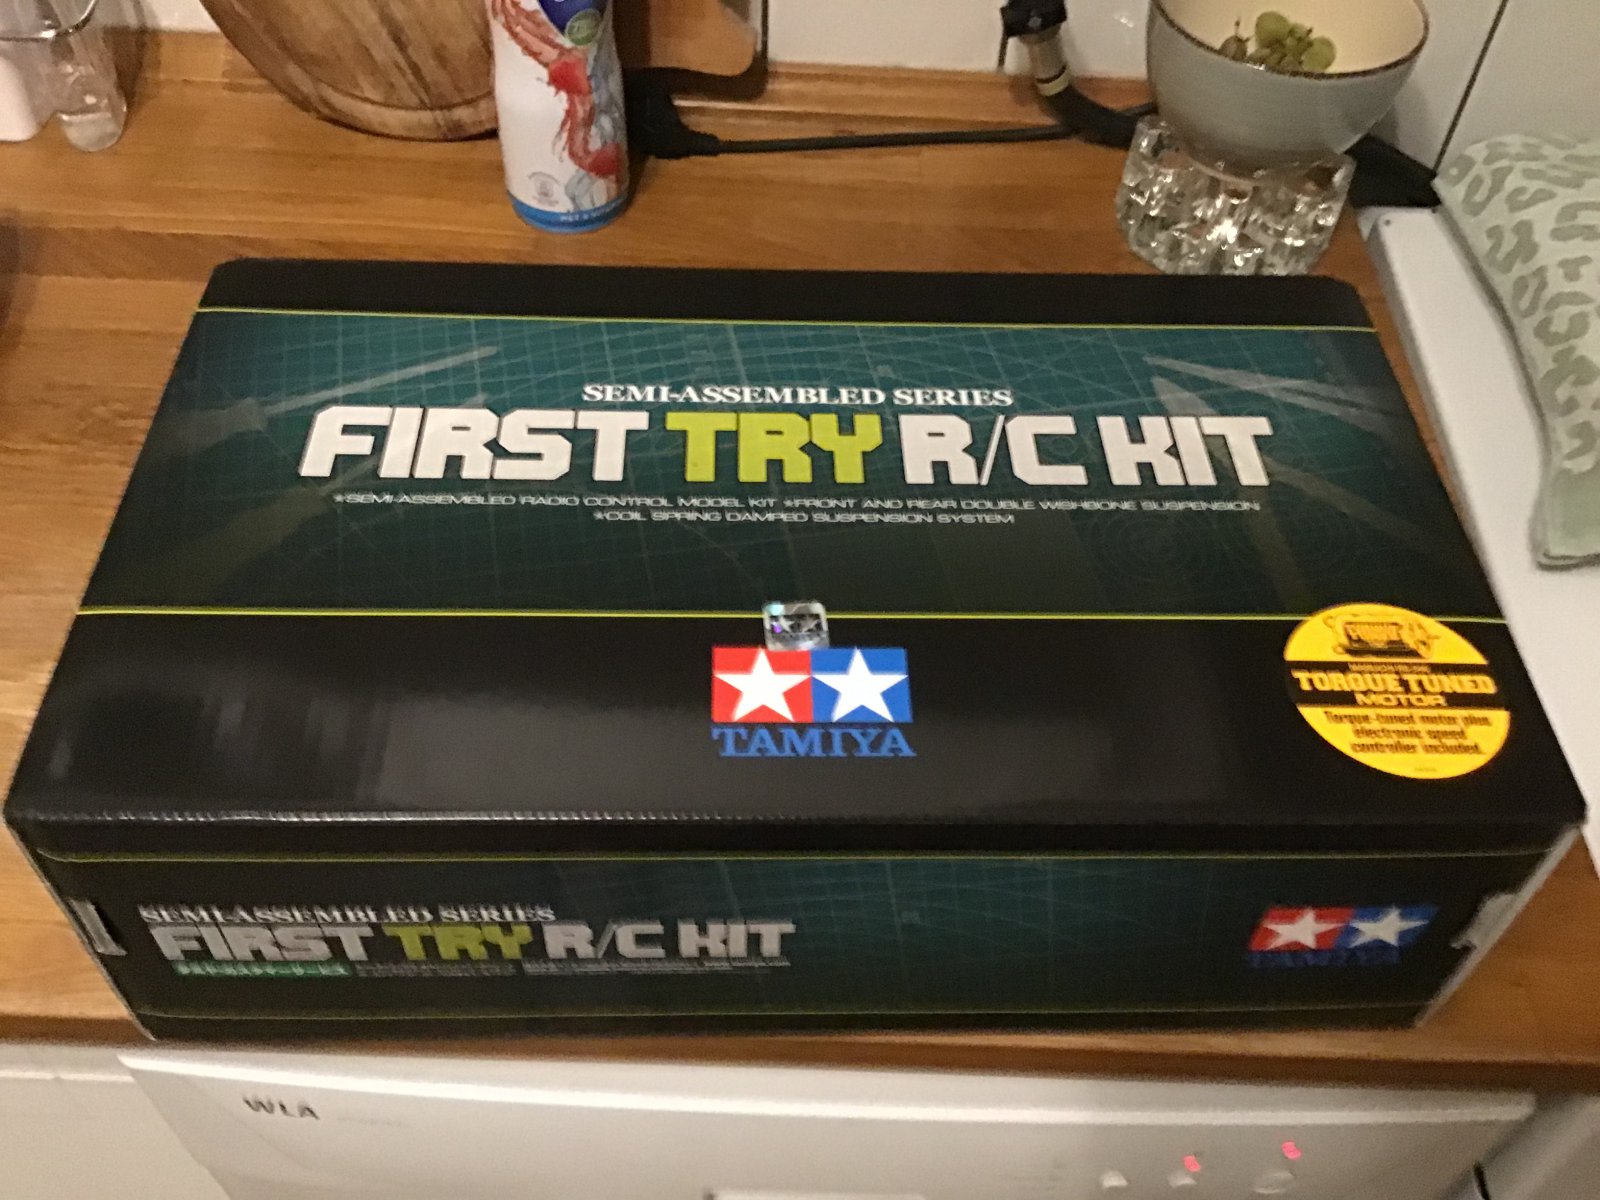 SEMI-ASSEMBLED SERIES
FIRST TRY R/C KIT
★SEMI-ASSEMBLED RADIO CONTROL MODEL KIT ★FRONT AND REAR DOUBLE WISHBONE SUSPENSION
★COIL SPRING DAMPED SUSPENSION SYSTEM
TAMIYA
TORQUE TUNED
MOTOR
Torque-tuned motor plus
electronic speed
controller included.
SEMI-ASSEMBLED SERIES
FIRST TRY R/C KIT
TAMIYA
WLA